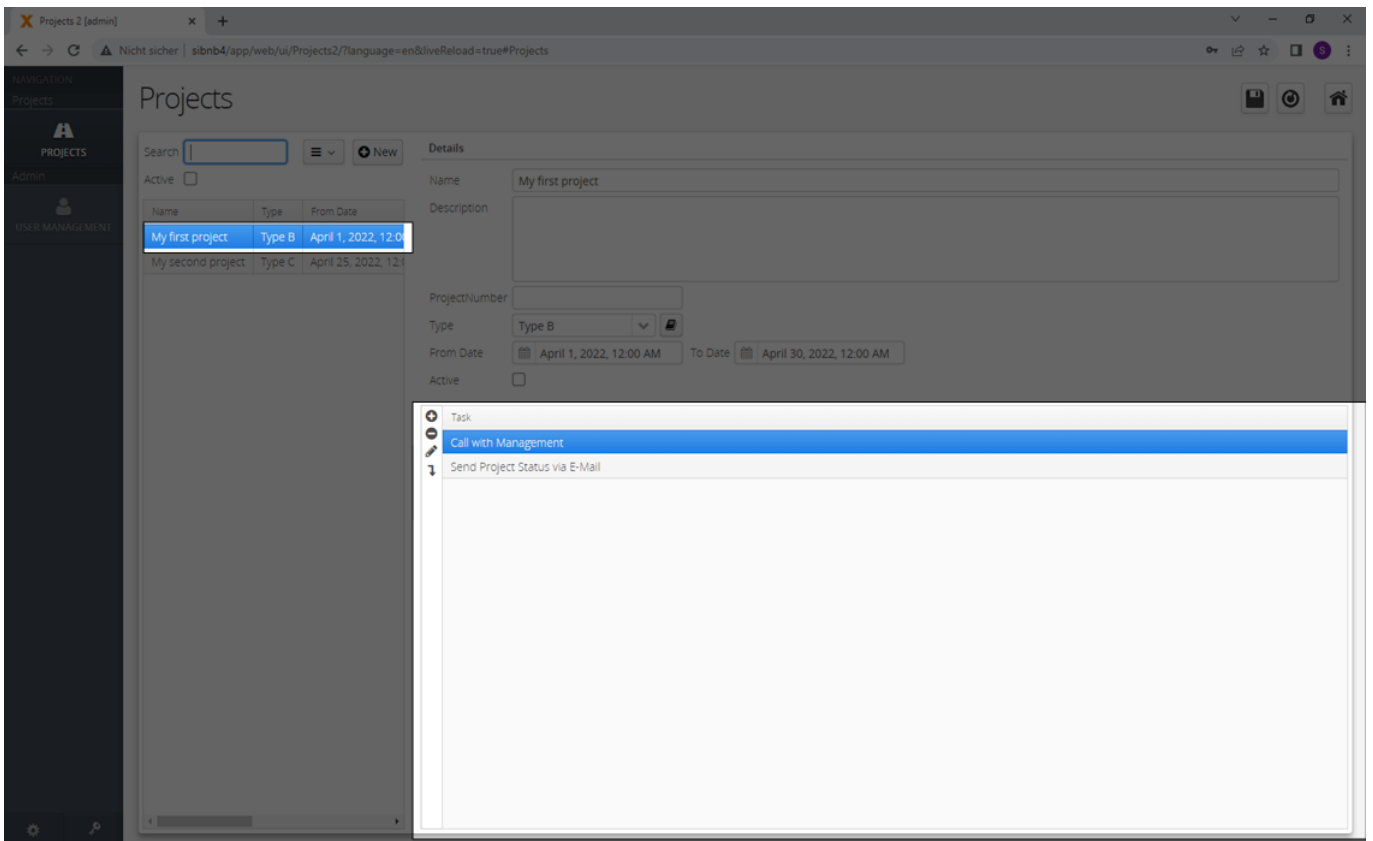 Projects 2 [admin]
Nicht sicher | sibnb4/app/web/ui/Projects2/?language=en&liveReload=true#Projects
S
NAVIGATION
Projects
PROJECTS
Admin
USER MANAGEMENT
Projects
Search
New
Active
Name Type From Date
My first project Type B April 1, 2022, 12:00
My second project Type C April 25, 2022, 12:
Details
Name My first project
Description
ProjectNumber
Type Type B
From Date April 1, 2022, 12:00 AM To Date April 30, 2022, 12:00 AM
Active
Task
Call with Management
Send Project Status via E-Mail